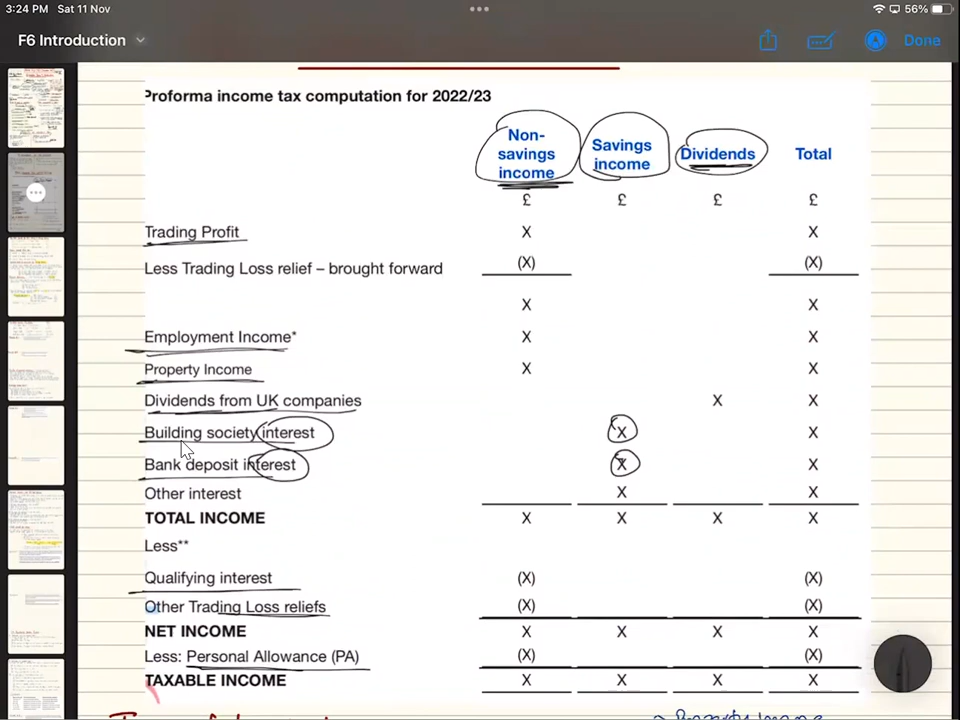 3:24 PM Sat 11 Nov
56%
F6 Introduction
Done
Proforma income tax computation for 2022/23
Non-savings income Savings income Dividends Total
£ £ £ £
Trading Profit X X
Less Trading Loss relief – brought forward (X) (X)
X X
Employment Income* X X
Property Income X X
Dividends from UK companies X X
Building society interest X X
Bank deposit interest X X
Other interest X X
TOTAL INCOME X X X X
Less**
Qualifying interest (X) (X)
Other Trading Loss reliefs (X) (X)
NET INCOME X X X X
Less: Personal Allowance (PA) (X) (X)
TAXABLE INCOME X X X X